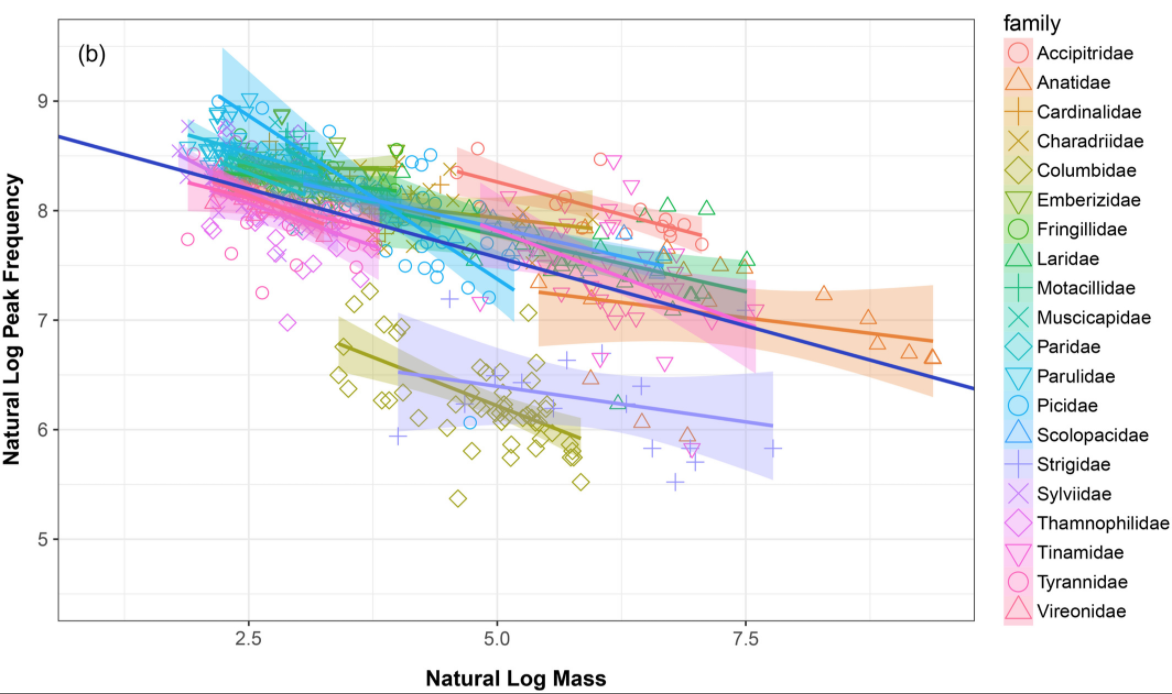 (b)
9
8
7
6
5
2.5 5.0 7.5
Natural Log Peak Frequency
Natural Log Mass
family
Accipitridae
Anatidae
Cardinalidae
Charadriidae
Columbidae
Emberizidae
Fringillidae
Laridae
Motacillidae
Muscicapidae
Paridae
Parulidae
Picidae
Scolopacidae
Strigidae
Sylviidae
Thamnophilidae
Tinamidae
Tyrannidae
Vireonidae